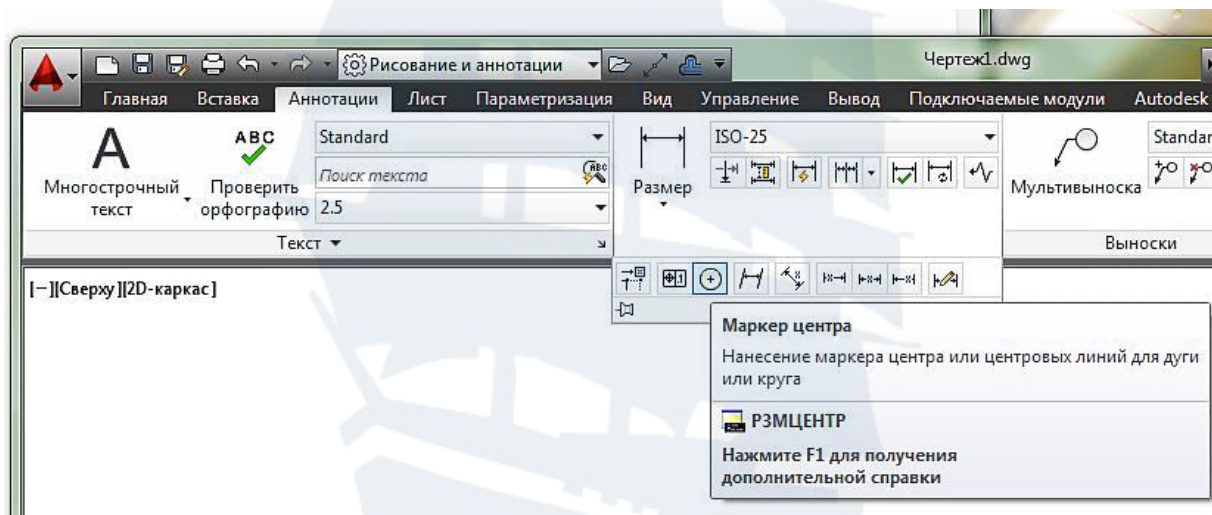 Рисование и аннотации
Чертеж1.dwg
Главная Вставка Аннотации Лист Параметризация Вид Управление Вывод Подключаемые модули Autodesk
A
Многострочный
текст
ABC
Проверить
орфографию
Standard
Поиск текста
2.5
Текст
Размер
ISO-25
Мультивыноска
Standar
Выноски
[−][Сверху][2D-каркас]
Маркер центра
Нанесение маркера центра или центровых линий для дуги
или круга
РЗМЦЕНТР
Нажмите F1 для получения
дополнительной справки